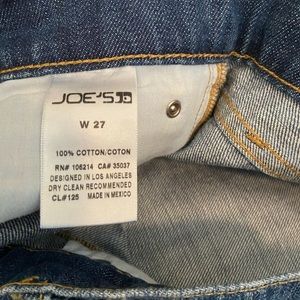 JOE'S JD
W 27
100% COTTON/COTON
RN# 106214 CA# 35037
DESIGNED IN LOS ANGELES
DRY CLEAN RECOMMENDED
CL#125 MADE IN MEXICO